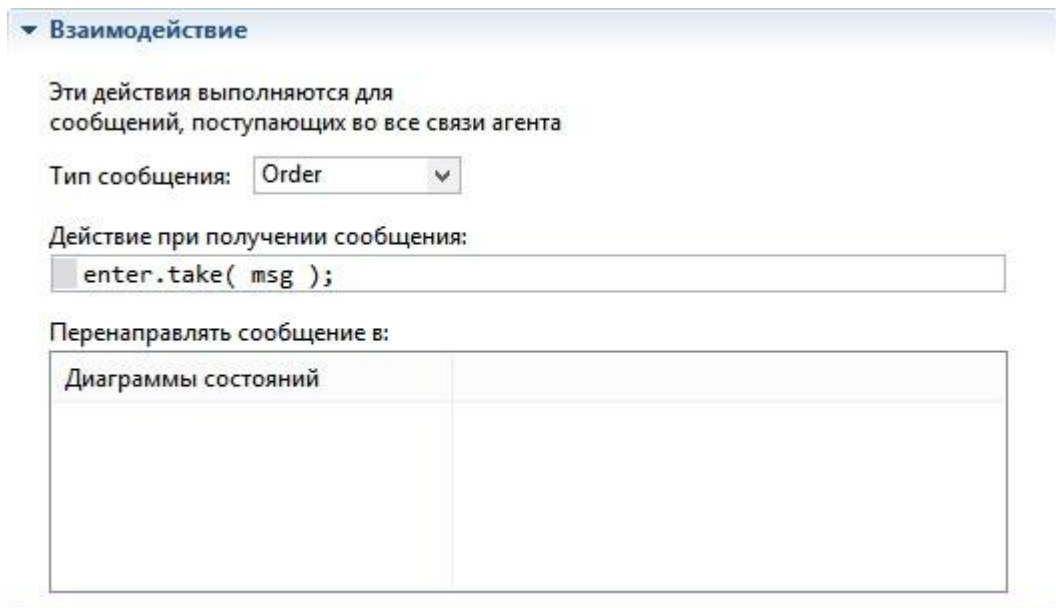 Взаимодействие
Эти действия выполняются для
сообщений, поступающих во все связи агента
Тип сообщения: Order
Действие при получении сообщения:
enter.take( msg );
Перенаправлять сообщение в:
Диаграммы состояний